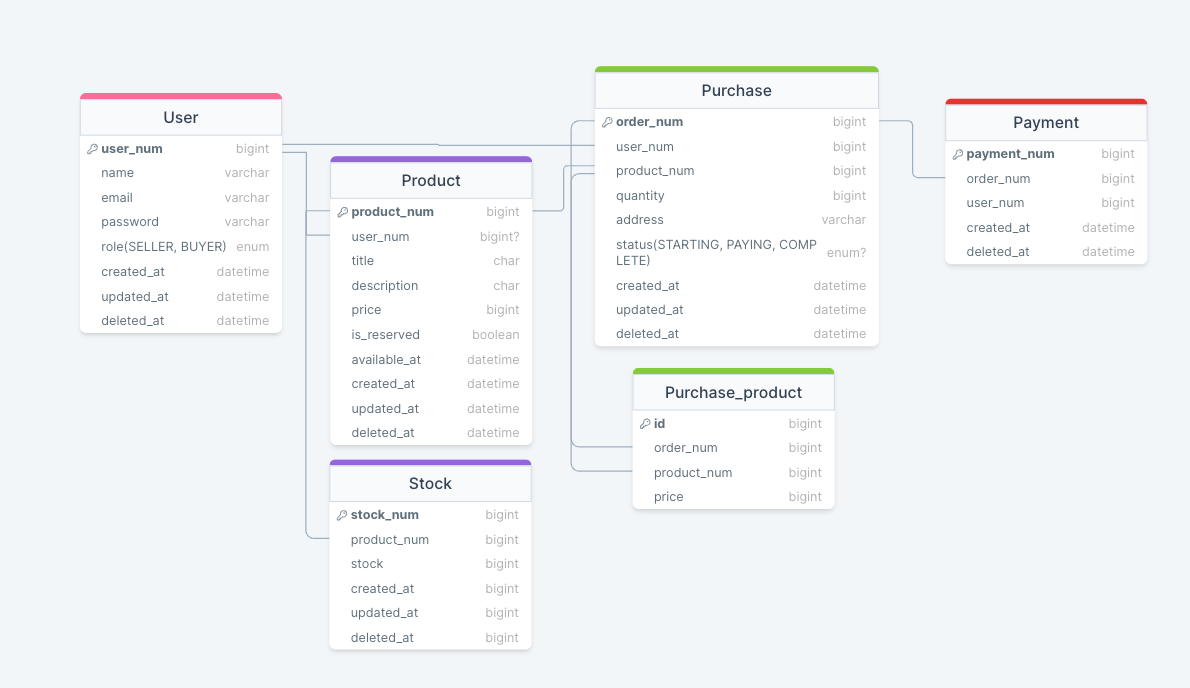 User
user_num bigint
name varchar
email varchar
password varchar
role(SELLER, BUYER) enum
created_at datetime
updated_at datetime
deleted_at datetime
Product
product_num bigint
user_num bigint?
title char
description char
price bigint
is_reserved boolean
available_at datetime
created_at datetime
updated_at datetime
deleted_at datetime
Stock
stock_num bigint
product_num bigint
stock bigint
created_at bigint
updated_at bigint
deleted_at bigint
Purchase
order_num bigint
user_num bigint
product_num bigint
quantity bigint
address varchar
status(STARTING, PAYING, COMP
LETE) enum?
created_at datetime
updated_at datetime
deleted_at datetime
Purchase_product
id bigint
order_num bigint
product_num bigint
price bigint
Payment
payment_num bigint
order_num bigint
user_num bigint
created_at datetime
deleted_at datetime